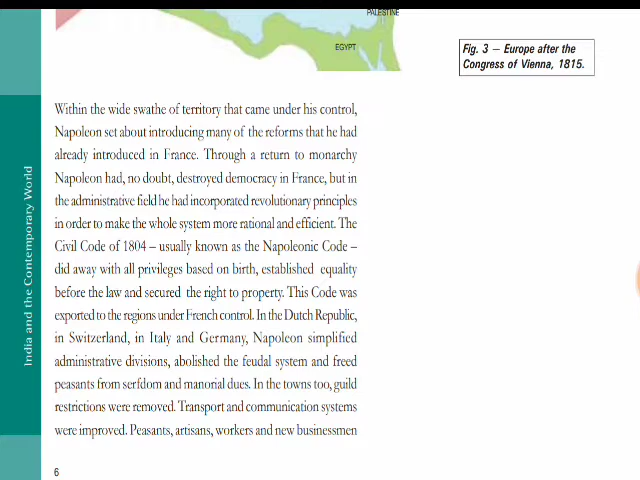 PALESTINE
EGYPT
Fig. 3 — Europe after the
Congress of Vienna, 1815.
Within the wide swathe of territory that came under his control,
Napoleon set about introducing many of the reforms that he had
already introduced in France. Through a return to monarchy
Napoleon had, no doubt, destroyed democracy in France, but in
the administrative field he had incorporated revolutionary principles
in order to make the whole system more rational and efficient. The
Civil Code of 1804 – usually known as the Napoleonic Code –
did away with all privileges based on birth, established equality
before the law and secured the right to property. This Code was
exported to the regions under French control. In the Dutch Republic,
in Switzerland, in Italy and Germany, Napoleon simplified
administrative divisions, abolished the feudal system and freed
peasants from serfdom and manorial dues. In the towns too, guild
restrictions were removed. Transport and communication systems
were improved. Peasants, artisans, workers and new businessmen
India and the Contemporary World
6